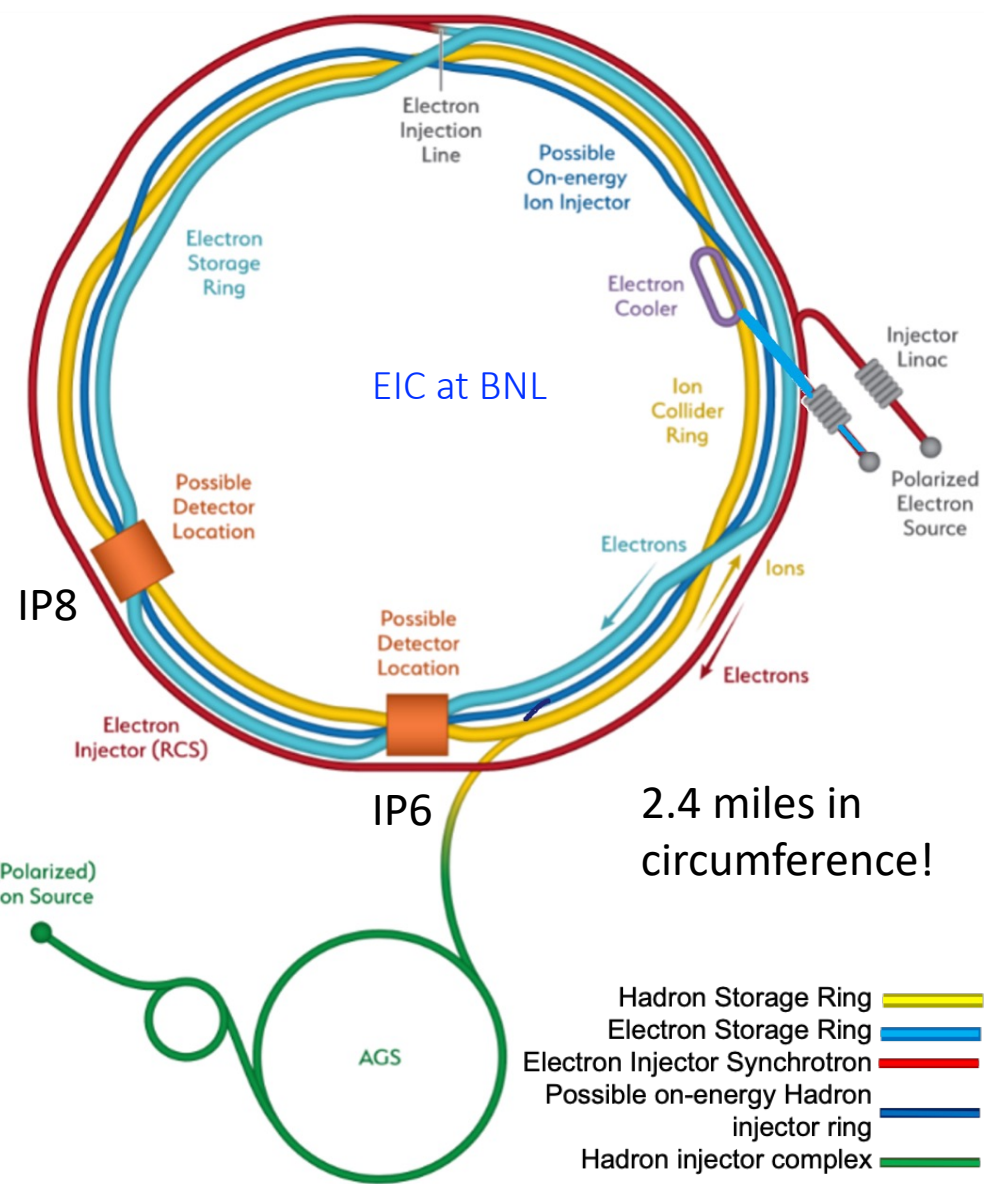 Electron
Injection
Line
Possible
On-energy
Ion Injector
Electron
Storage
Ring
Electron
Cooler
Injector
Linac
EIC at BNL
Ion
Collider
Ring
Polarized
Electron
Source
Possible
Detector
Location
Electrons
Ions
IP8
Possible
Detector
Location
Electrons
Electron
Injector (RCS)
IP6
2.4 miles in
circumference!
Polarized)
on Source
AGS
Hadron Storage Ring
Electron Storage Ring
Electron Injector Synchrotron
Possible on-energy Hadron
injector ring
Hadron injector complex